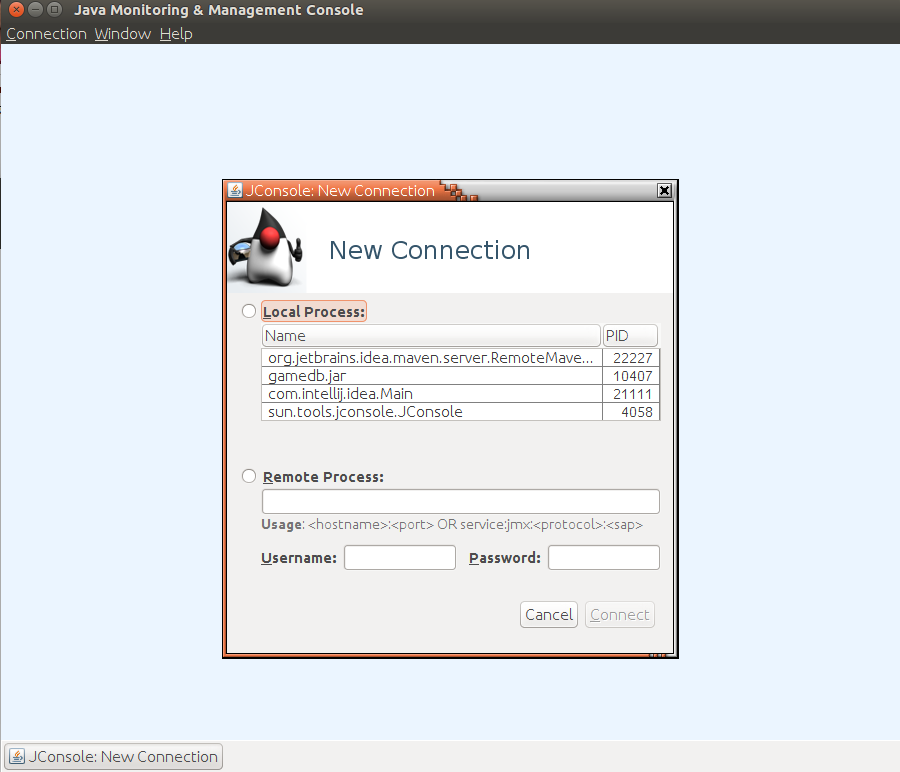 Java Monitoring & Management Console
Connection Window Help
JConsole: New Connection
New Connection
Local Process:
Name PID
org.jetbrains.idea.maven.server.RemoteMave... 22227
gamedb.jar 10407
com.intellij.idea.Main 21111
sun.tools.jconsole.JConsole 4058
Remote Process:
Usage: <hostname>:<port> OR service:jmx:<protocol>:<sap>
Username: Password:
Cancel Connect
JConsole: New Connection